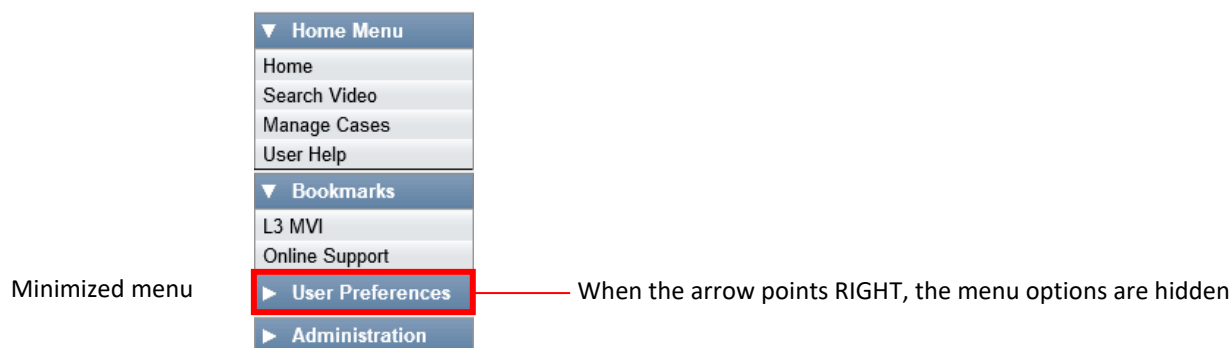 Home Menu
Home
Search Video
Manage Cases
User Help
Bookmarks
L3 MVI
Online Support
Minimized menu
User Preferences
When the arrow points RIGHT, the menu options are hidden
Administration